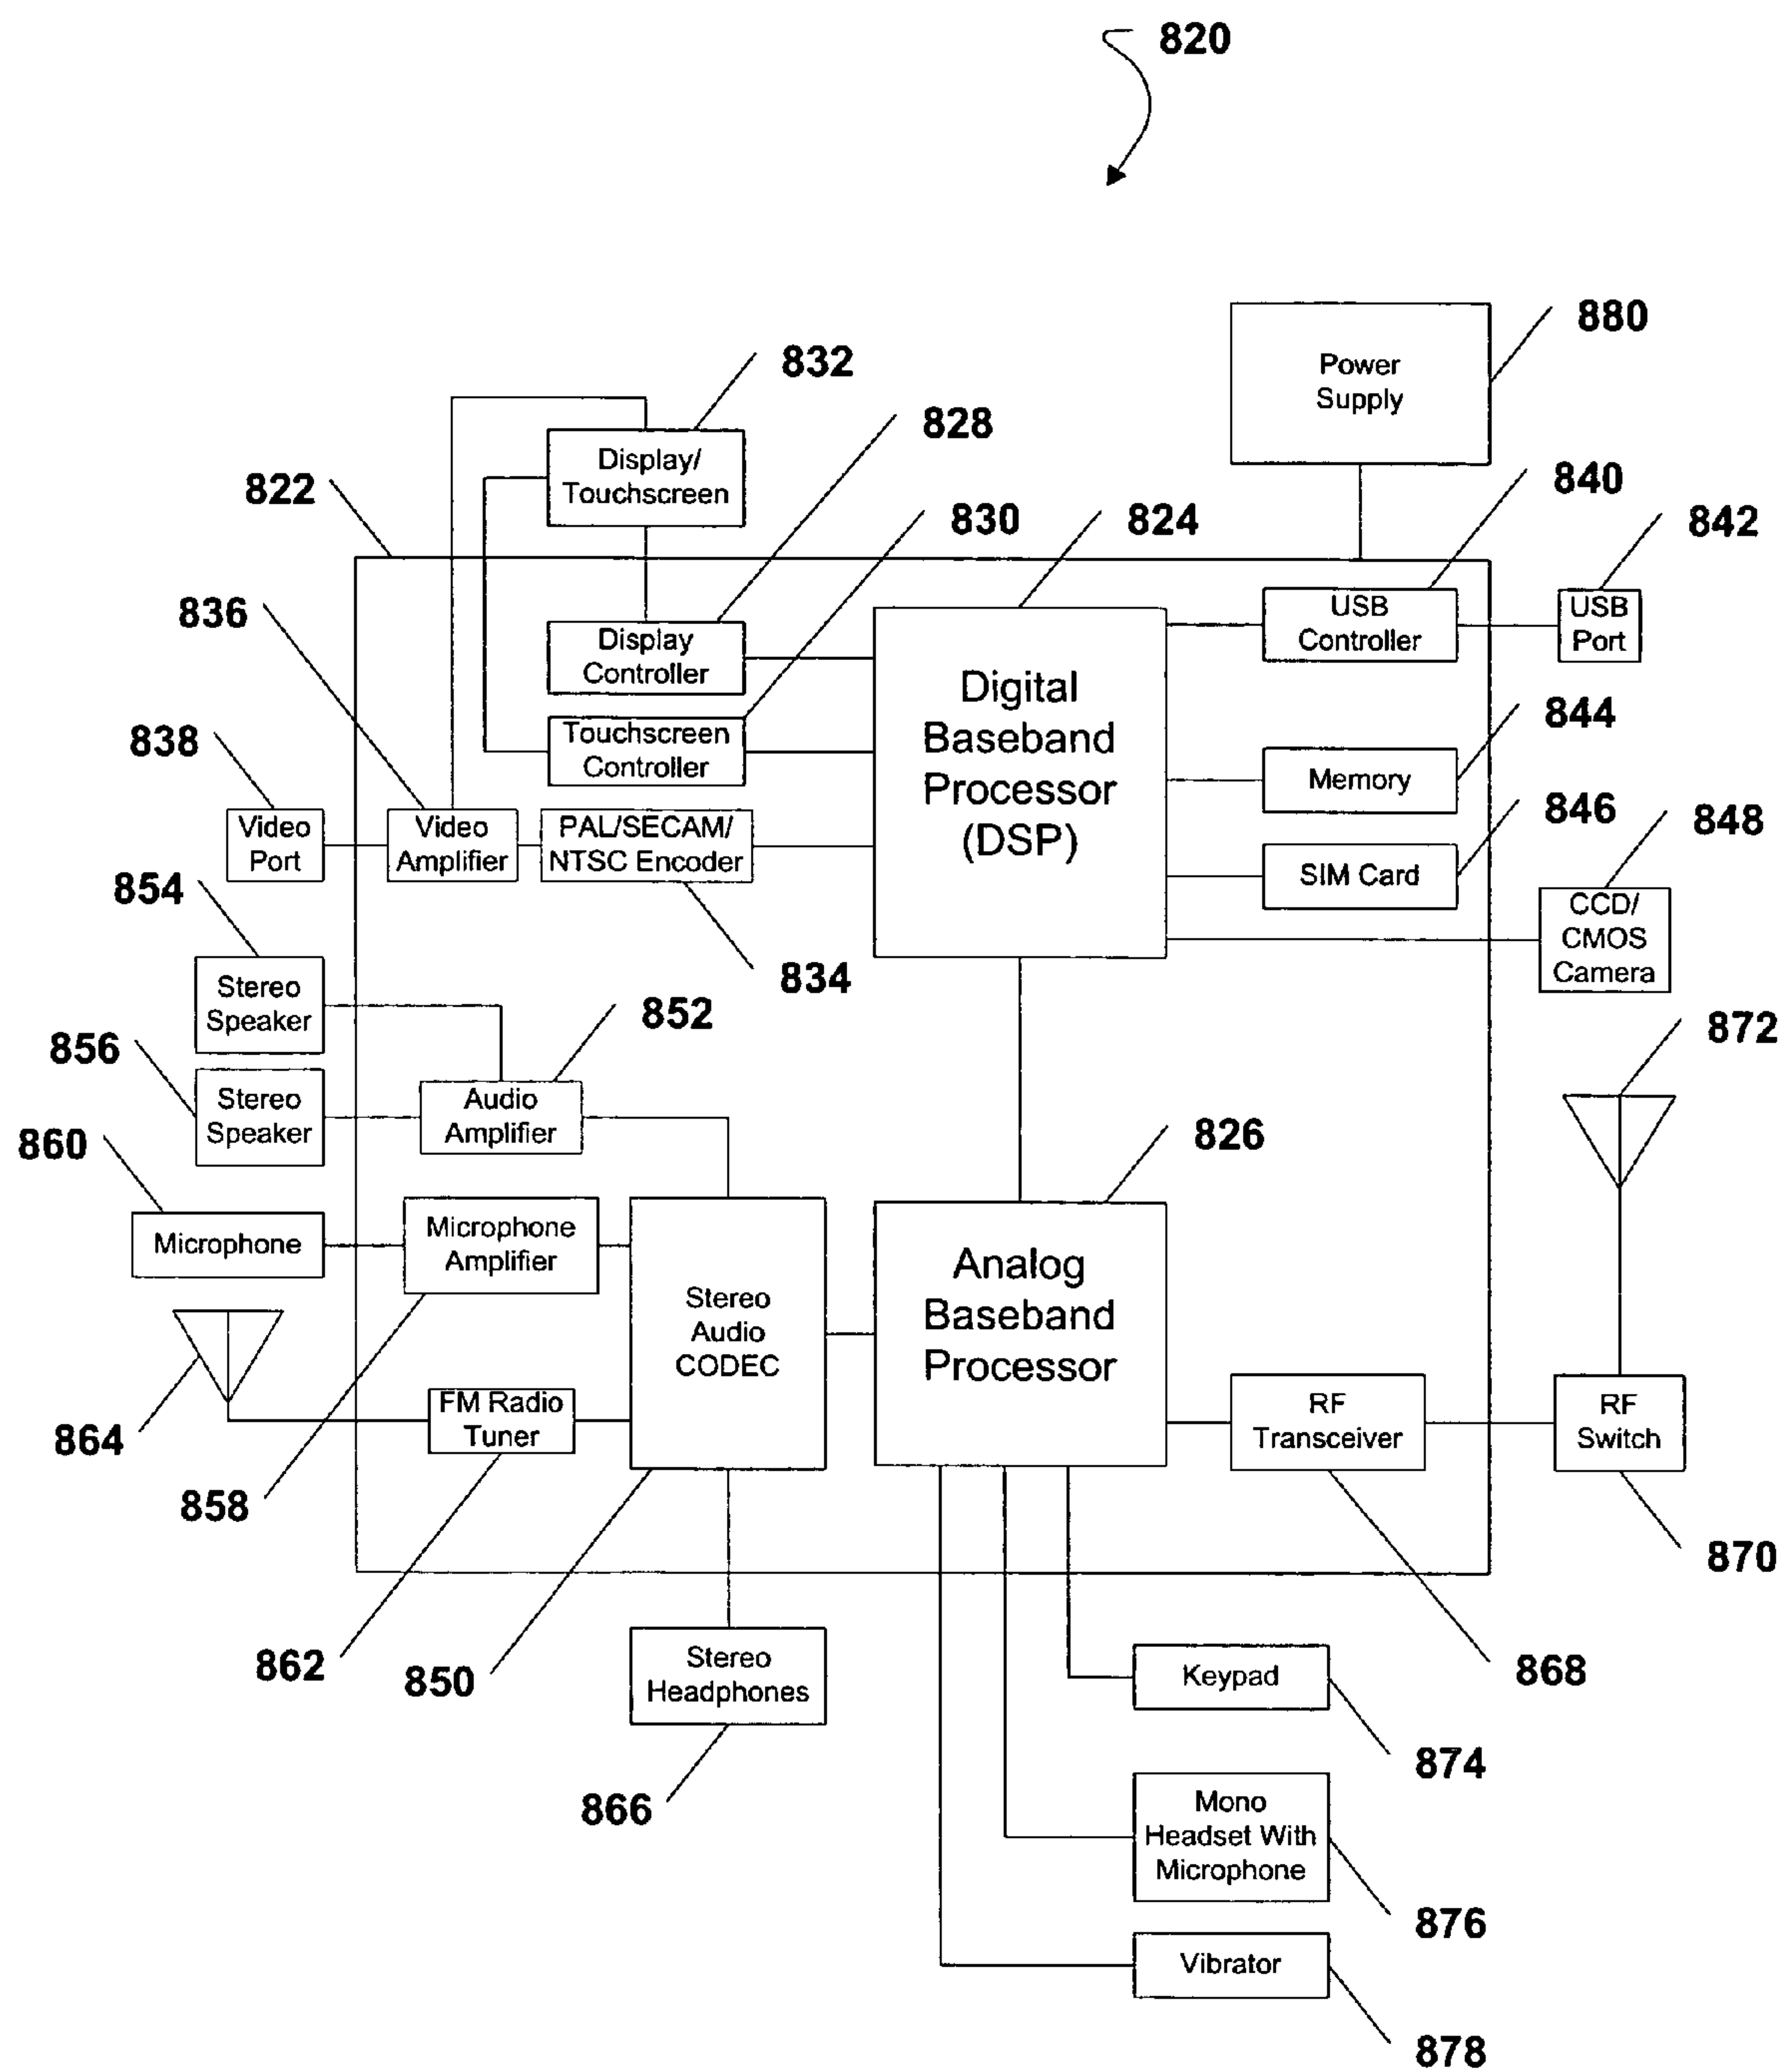 820
880
Power
Supply
832
828
Display/
Touchscreen
822
830
824
840
842
836
USB
Controller
USB
Port
Display
Controller
Digital
Baseband
Processor
(DSP)
838
Touchscreen
Controller
844
Memory
846
848
Video
Port
Video
Amplifier
PAL/SECAM/
NTSC Encoder
SIM Card
854
CCD/
CMOS
Camera
834
Stereo
Speaker
852
872
856
Stereo
Speaker
Audio
Amplifier
860
826
Microphone
Microphone
Amplifier
Stereo
Audio
CODEC
Analog
Baseband
Processor
864
FM Radio
Tuner
RF
Transceiver
RF
Switch
858
870
862
850
Stereo
Headphones
Keypad
868
874
866
Mono
Headset With
Microphone
876
Vibrator
878